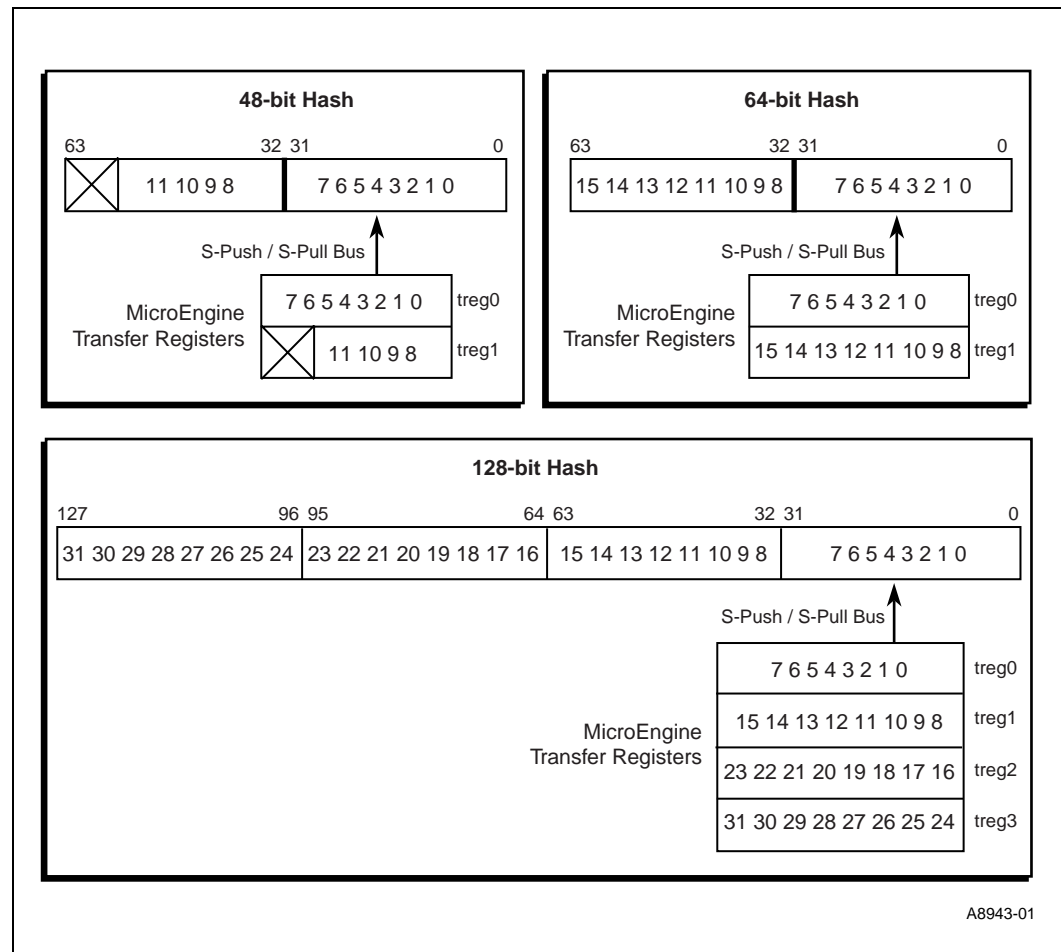 48-bit Hash
63 32 31 0
11 10 9 8 7 6 5 4 3 2 1 0
S-Push / S-Pull Bus
7 6 5 4 3 2 1 0 treg0
MicroEngine
Transfer Registers
11 10 9 8 treg1
64-bit Hash
63 32 31 0
15 14 13 12 11 10 9 8 7 6 5 4 3 2 1 0
S-Push / S-Pull Bus
7 6 5 4 3 2 1 0 treg0
MicroEngine
Transfer Registers
15 14 13 12 11 10 9 8 treg1
128-bit Hash
127 96 95 64 63 32 31 0
31 30 29 28 27 26 25 24 23 22 21 20 19 18 17 16 15 14 13 12 11 10 9 8 7 6 5 4 3 2 1 0
S-Push / S-Pull Bus
7 6 5 4 3 2 1 0 treg0
15 14 13 12 11 10 9 8 treg1
MicroEngine
Transfer Registers
23 22 21 20 19 18 17 16 treg2
31 30 29 28 27 26 25 24 treg3
A8943-01